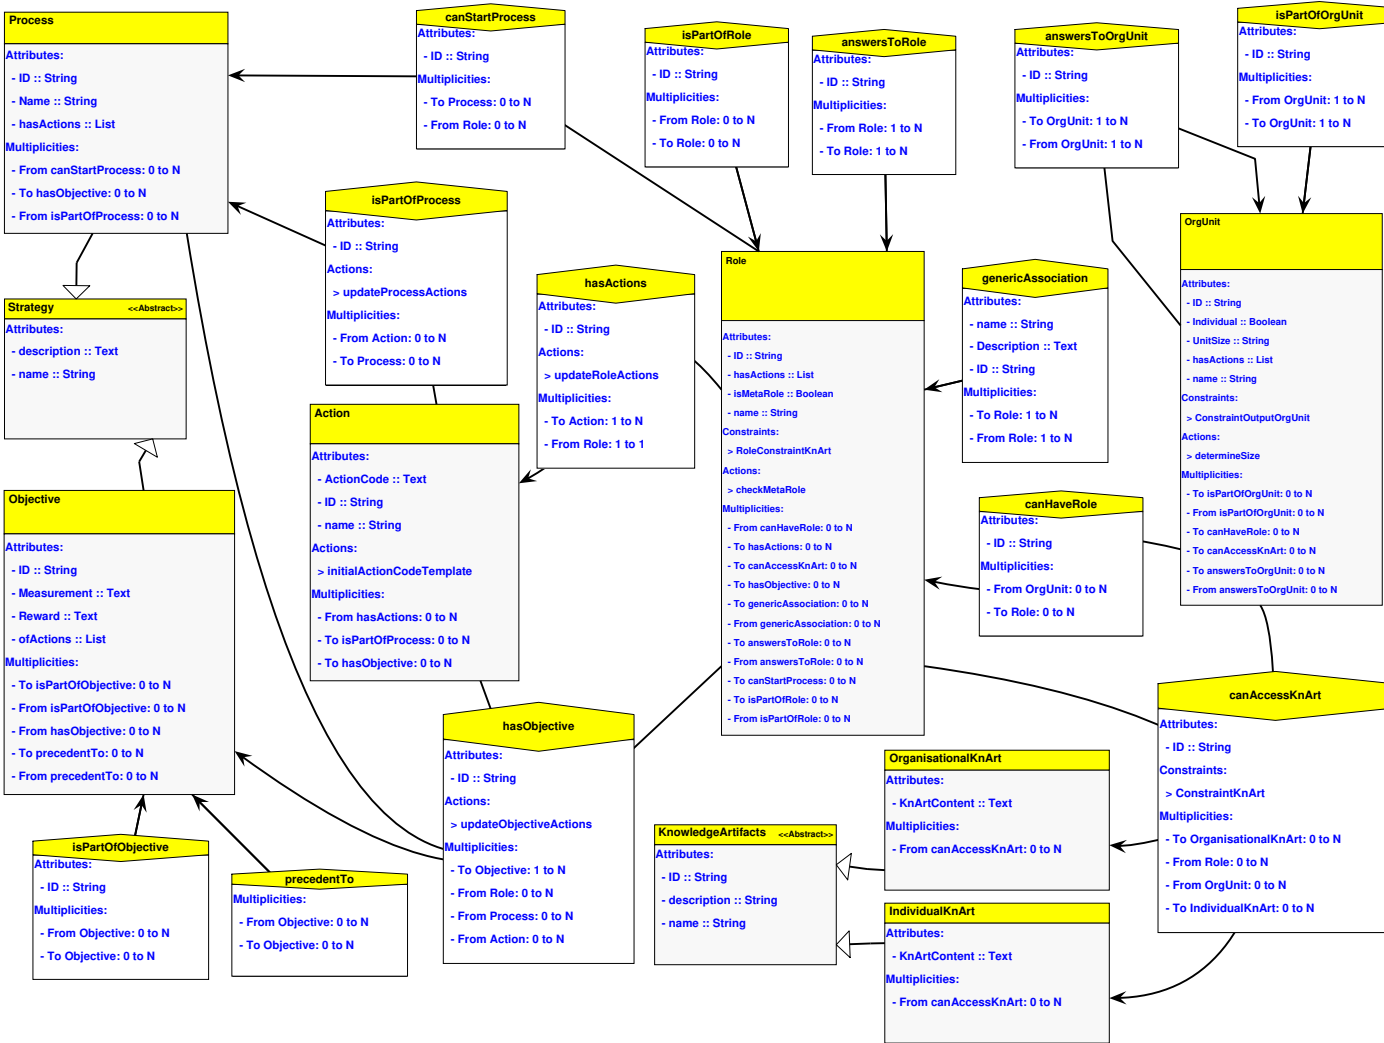 Process
Attributes:
- ID :: String
- Name :: String
- hasActions :: List
Multiplicities:
- From canStartProcess: 0 to N
- To hasObjective: 0 to N
- From isPartOfProcess: 0 to N
canStartProcess
Attributes:
- ID :: String
Multiplicities:
- To Process: 0 to N
- From Role: 0 to N
isPartOfRole
Attributes:
- ID :: String
Multiplicities:
- From Role: 0 to N
- To Role: 0 to N
answersToRole
Attributes:
- ID :: String
Multiplicities:
- From Role: 1 to N
- To Role: 1 to N
answersToOrgUnit
Attributes:
- ID :: String
Multiplicities:
- To OrgUnit: 1 to N
- From OrgUnit: 1 to N
isPartOfOrgUnit
Attributes:
- ID :: String
Multiplicities:
- From OrgUnit: 1 to N
- To OrgUnit: 1 to N
isPartOfProcess
Attributes:
- ID :: String
Actions:
> updateProcessActions
Multiplicities:
- From Action: 0 to N
- To Process: 0 to N
hasActions
Attributes:
- ID :: String
Actions:
> updateRoleActions
Multiplicities:
- To Action: 1 to N
- From Role: 1 to 1
Role
Attributes:
- ID :: String
- hasActions :: List
- isMetaRole :: Boolean
- name :: String
Constraints:
> RoleConstraintKnArt
Actions:
> checkMetaRole
Multiplicities:
- From canHaveRole: 0 to N
- To hasActions: 0 to N
- To canAccessKnArt: 0 to N
- To hasObjective: 0 to N
- To genericAssociation: 0 to N
- From genericAssociation: 0 to N
- To answersToRole: 0 to N
- From answersToRole: 0 to N
- To canStartProcess: 0 to N
- To isPartOfRole: 0 to N
- From isPartOfRole: 0 to N
genericAssociation
Attributes:
- name :: String
- Description :: Text
- ID :: String
Multiplicities:
- To Role: 1 to N
- From Role: 1 to N
OrgUnit
Attributes:
- ID :: String
- Individual :: Boolean
- UnitSize :: String
- hasActions :: List
- name :: String
Constraints:
> ConstraintOutputOrgUnit
Actions:
> determineSize
Multiplicities:
- To isPartOfOrgUnit: 0 to N
- From isPartOfOrgUnit: 0 to N
- To canHaveRole: 0 to N
- To canAccessKnArt: 0 to N
- To answersToOrgUnit: 0 to N
- From answersToOrgUnit: 0 to N
Strategy <<Abstract>>
Attributes:
- description :: Text
- name :: String
Action
Attributes:
- ActionCode :: Text
- ID :: String
- name :: String
Actions:
> initialActionCodeTemplate
Multiplicities:
- From hasActions: 0 to N
- To isPartOfProcess: 0 to N
- To hasObjective: 0 to N
canHaveRole
Attributes:
- ID :: String
Multiplicities:
- From OrgUnit: 0 to N
- To Role: 0 to N
Objective
Attributes:
- ID :: String
- Measurement :: Text
- Reward :: Text
- ofActions :: List
Multiplicities:
- To isPartOfObjective: 0 to N
- From isPartOfObjective: 0 to N
- From hasObjective: 0 to N
- To precedentTo: 0 to N
- From precedentTo: 0 to N
hasObjective
Attributes:
- ID :: String
Actions:
> updateObjectiveActions
Multiplicities:
- To Objective: 1 to N
- From Role: 0 to N
- From Process: 0 to N
- From Action: 0 to N
canAccessKnArt
Attributes:
- ID :: String
Constraints:
> ConstraintKnArt
Multiplicities:
- To OrganisationalKnArt: 0 to N
- From Role: 0 to N
- From OrgUnit: 0 to N
- To IndividualKnArt: 0 to N
OrganisationalKnArt
Attributes:
- KnArtContent :: Text
Multiplicities:
- From canAccessKnArt: 0 to N
KnowledgeArtifacts <<Abstract>>
Attributes:
- ID :: String
- description :: String
- name :: String
IndividualKnArt
Attributes:
- KnArtContent :: Text
Multiplicities:
- From canAccessKnArt: 0 to N
isPartOfObjective
Attributes:
- ID :: String
Multiplicities:
- From Objective: 0 to N
- To Objective: 0 to N
precedentTo
Multiplicities:
- From Objective: 0 to N
- To Objective: 0 to N